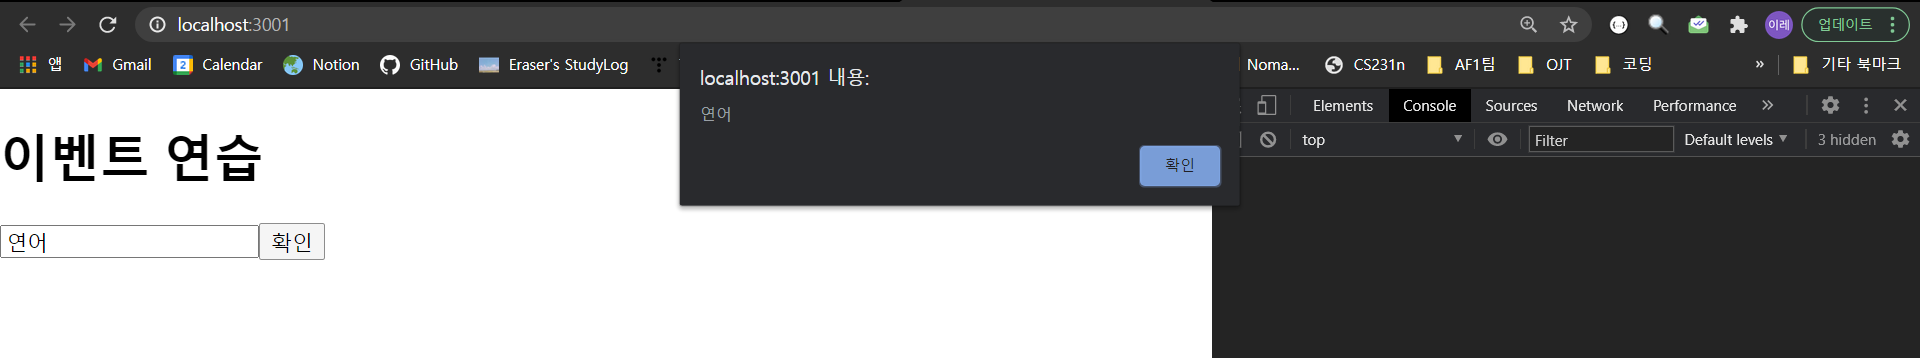 localhost:3001
이레
업데이트
앱 Gmail Calendar Notion GitHub Eraser's StudyLog
Noma... CS231n AF1팀 OJT 코딩 » 기타 북마크
localhost:3001 내용:
연어
확인
이벤트 연습
연어 확인
Elements Console Sources Network Performance »
top Filter Default levels 3 hidden